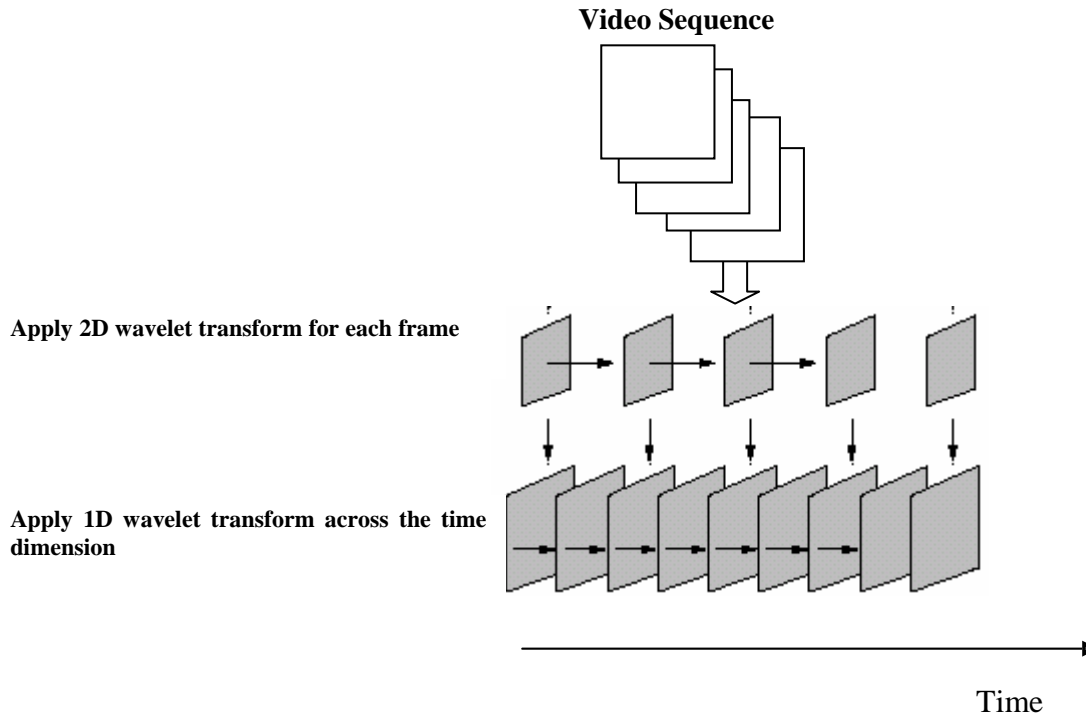 Video Sequence
Apply 2D wavelet transform for each frame
Apply 1D wavelet transform across the time
dimension
Time